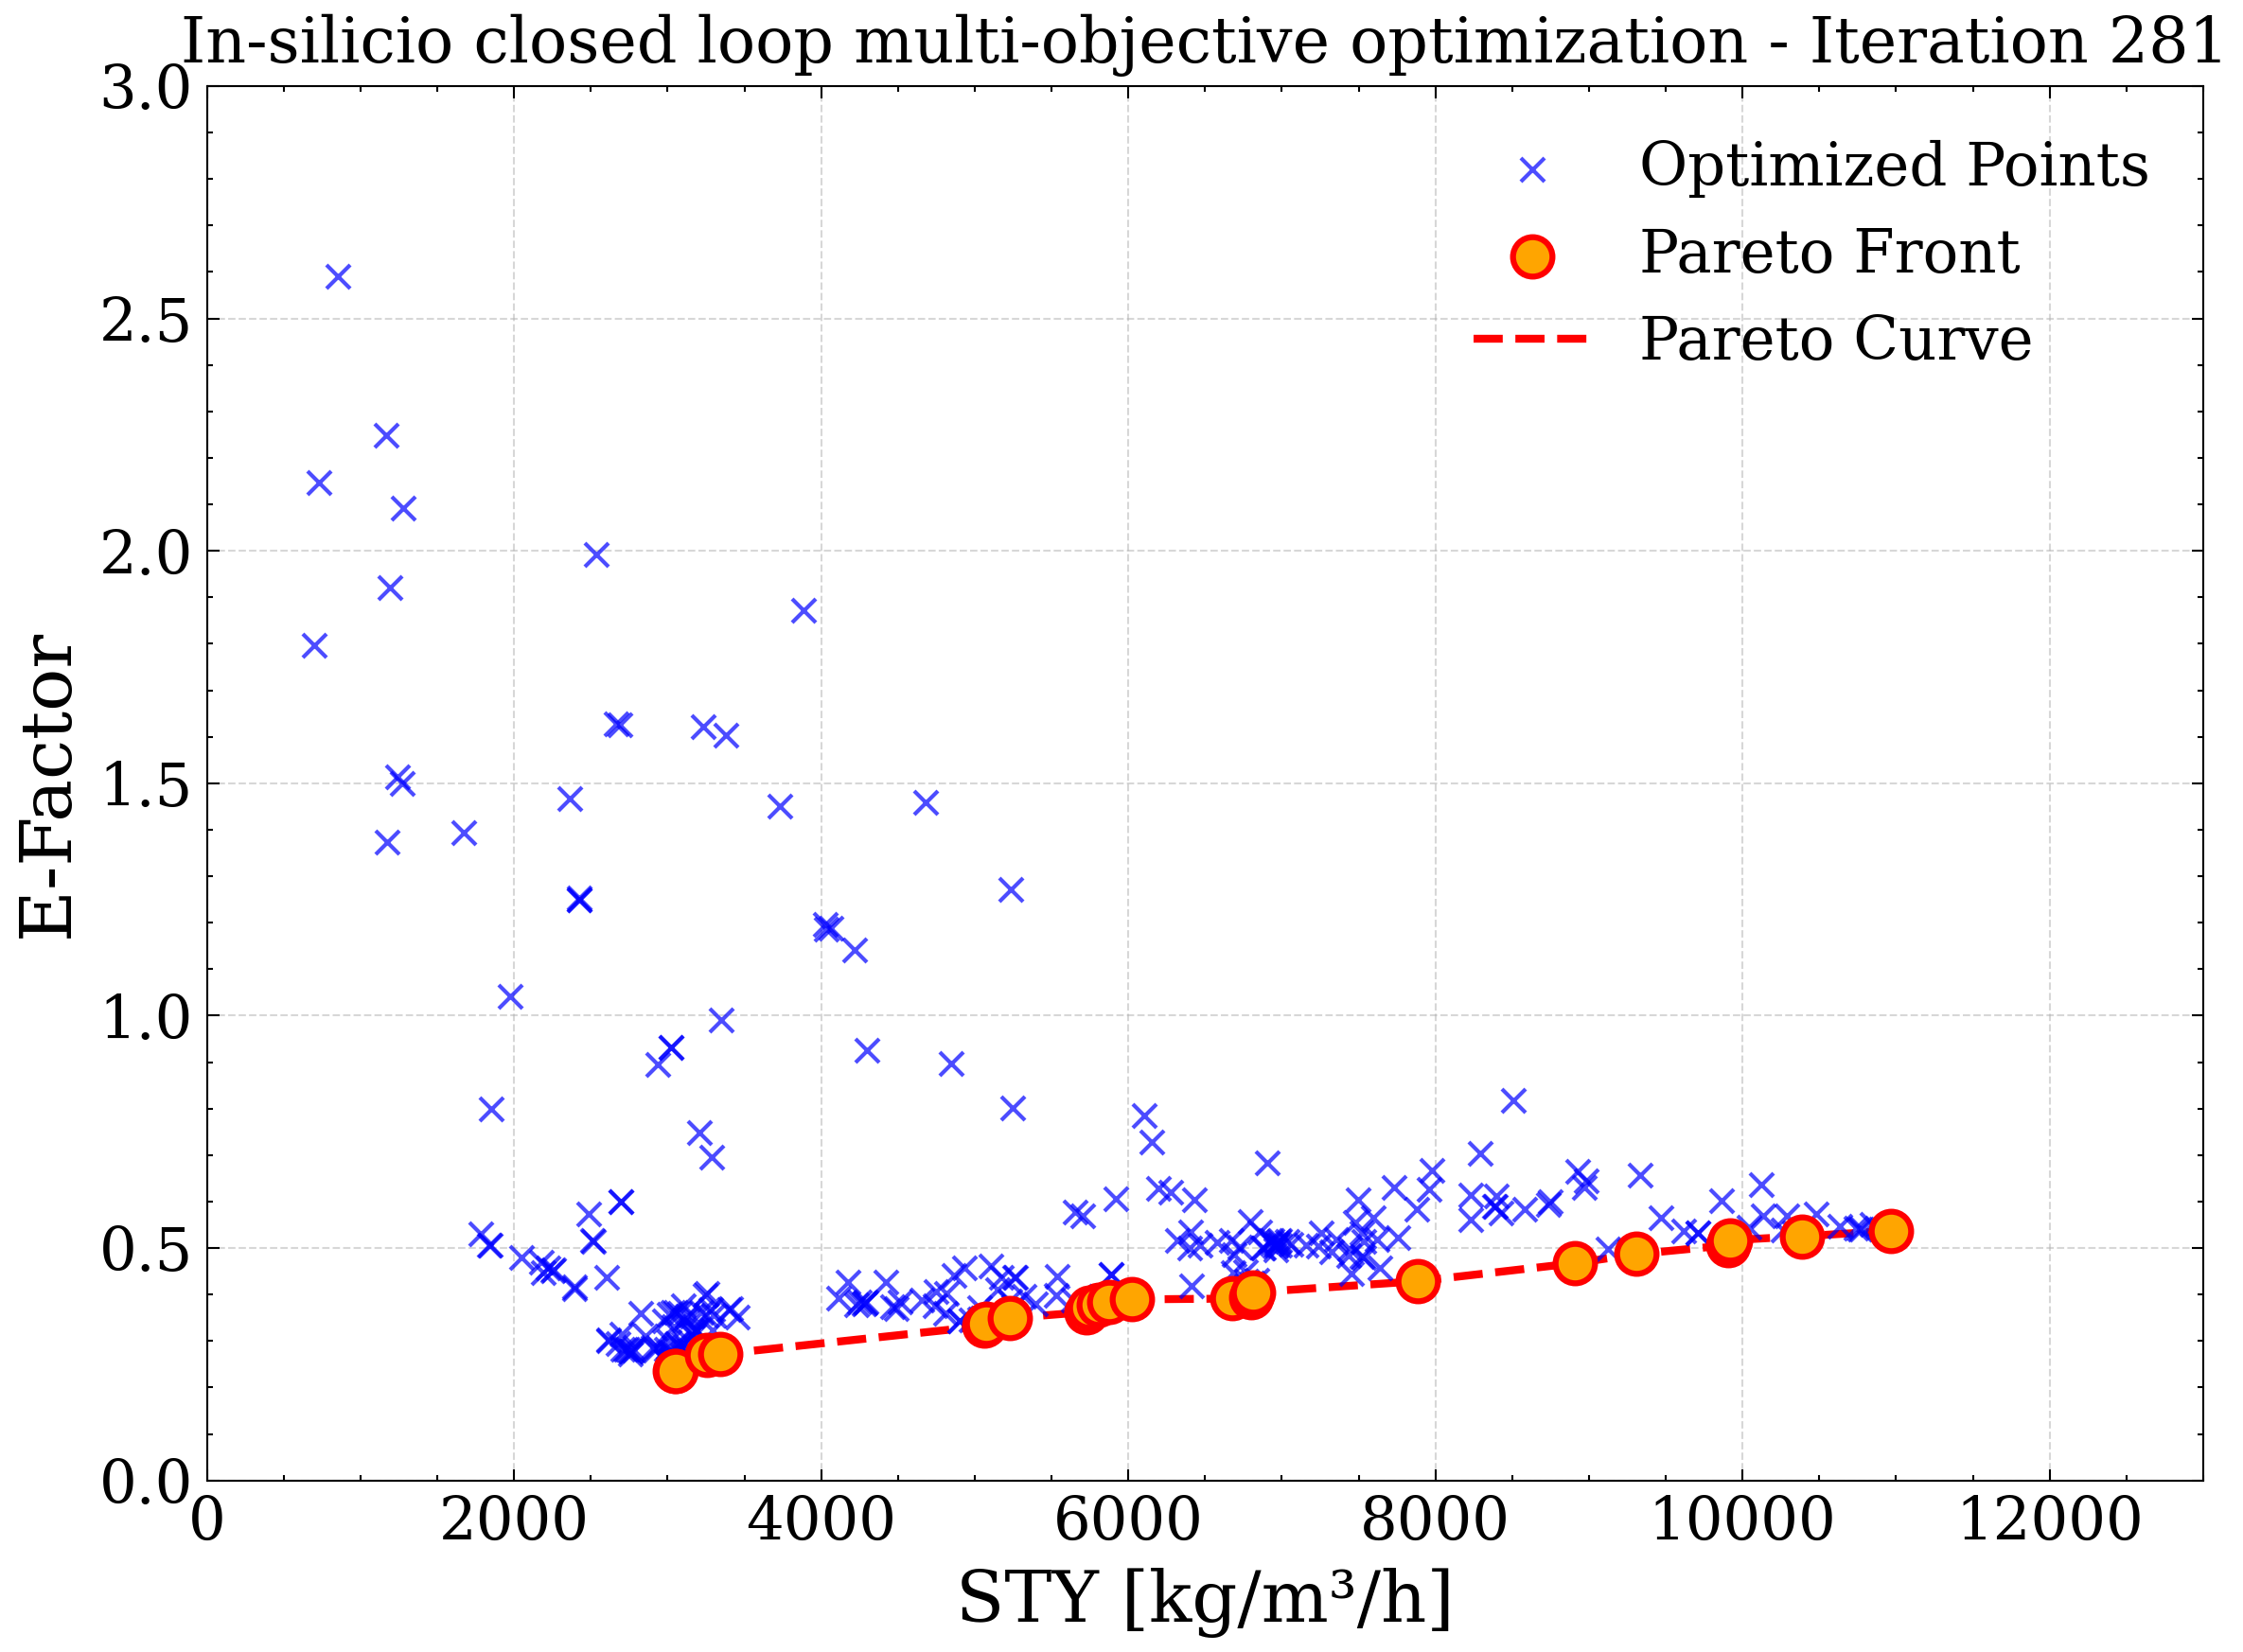 In-silicio closed loop multi-objective optimization - Iteration 281
3.0
2.5
2.0
1.5
1.0
0.5
0.0
E-Factor
Optimized Points
Pareto Front
Pareto Curve
0 2000 4000 6000 8000 10000 12000
STY [kg/m³/h]